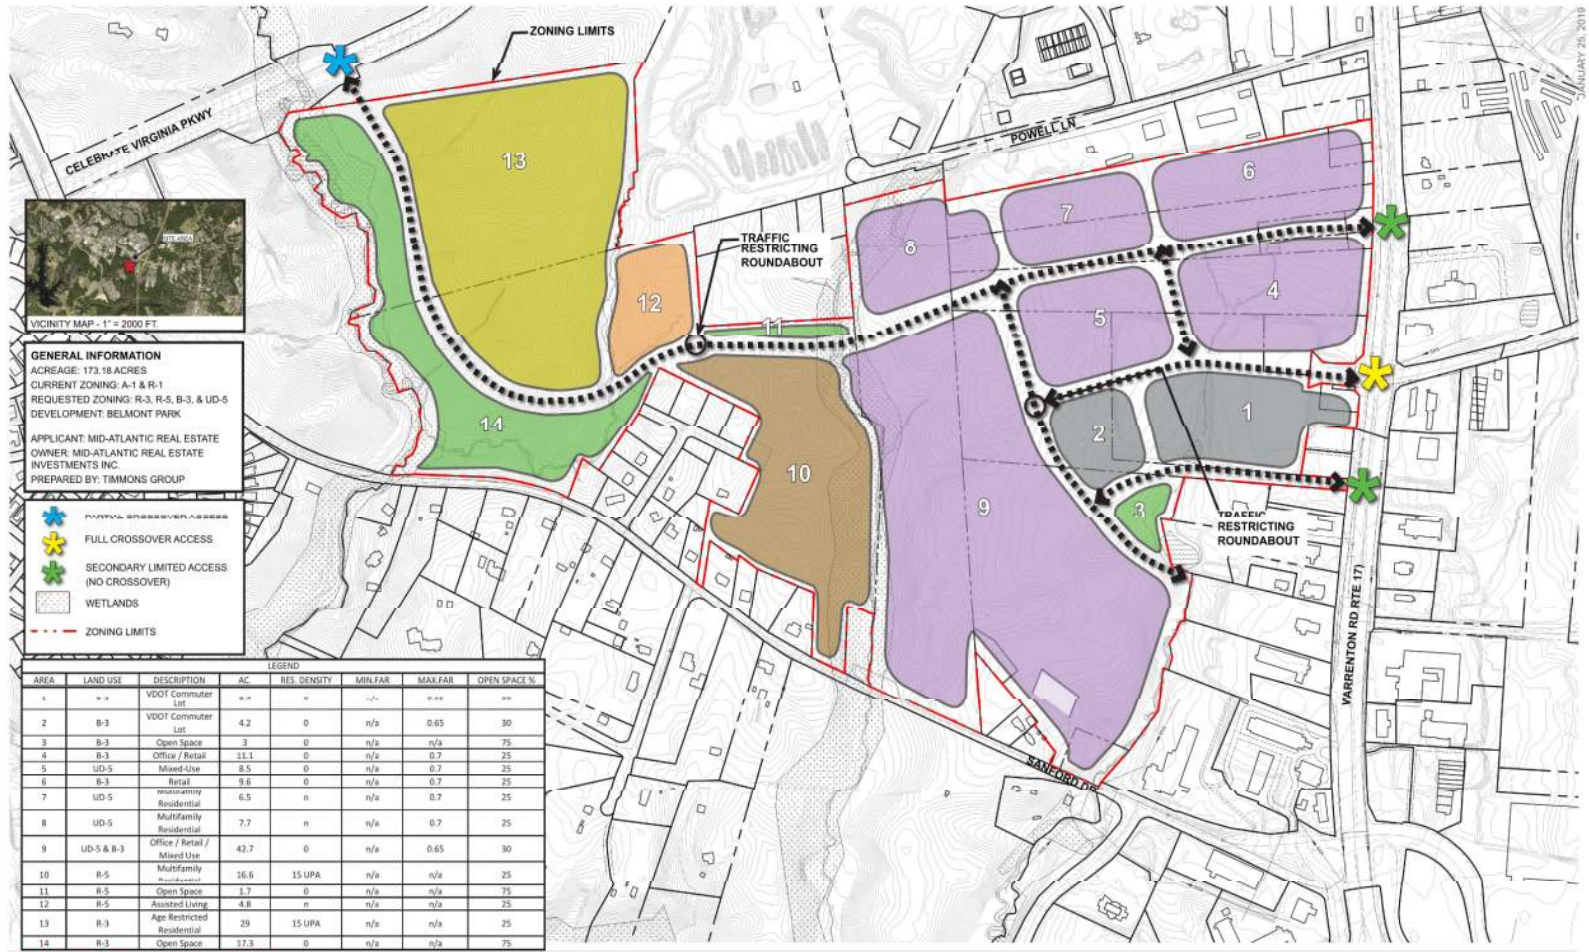 JANUARY 25, 2019
ZONING LIMITS
CELEBRATE VIRGINIA PKWY
POWELL LN
13
6
7
8
TRAFFIC
RESTRICTING
ROUNDABOUT
12
11
5
4
14
10
9
2
1
3
TRAFFIC
RESTRICTING
ROUNDABOUT
WARRENTON RD RTE 17)
SANFORD DR
SITE AREA
VICINITY MAP - 1" = 2000 FT.
GENERAL INFORMATION
ACREAGE: 173.18 ACRES
CURRENT ZONING: A-1 & R-1
REQUESTED ZONING: R-3, R-5, B-3, & UD-5
DEVELOPMENT: BELMONT PARK
APPLICANT: MID-ATLANTIC REAL ESTATE
OWNER: MID-ATLANTIC REAL ESTATE
INVESTMENTS INC.
PREPARED BY: TIMMONS GROUP
FULL CROSSOVER ACCESS
SECONDARY LIMITED ACCESS
(NO CROSSOVER)
WETLANDS
ZONING LIMITS
LEGEND
AREA LAND USE DESCRIPTION AC. RES. DENSITY MIN.FAR MAX.FAR OPEN SPACE %
VDOT Commuter
Lot
2 B-3 VDOT Commuter Lot 4.2 0 n/a 0.65 30
3 B-3 Open Space 3 0 n/a n/a 75
4 B-3 Office / Retail 11.1 0 n/a 0.7 25
5 UD-5 Mixed-Use 8.5 0 n/a 0.7 25
6 B-3 Retail 9.6 0 n/a 0.7 25
7 UD-5 Multifamily Residential 6.5 n/a 0.7 25
8 UD-5 Multifamily Residential 7.7 n/a 0.7 25
9 UD-5 & B-3 Office / Retail / Mixed Use 42.7 0 n/a 0.65 30
10 R-5 Multifamily 16.6 15 UPA n/a n/a 25
11 R-5 Open Space 1.7 0 n/a n/a 75
12 R-5 Assisted Living 4.8 n/a n/a 25
13 R-3 Age Restricted Residential 29 15 UPA n/a n/a 25
14 R-3 Open Space 17.3 0 n/a n/a 75